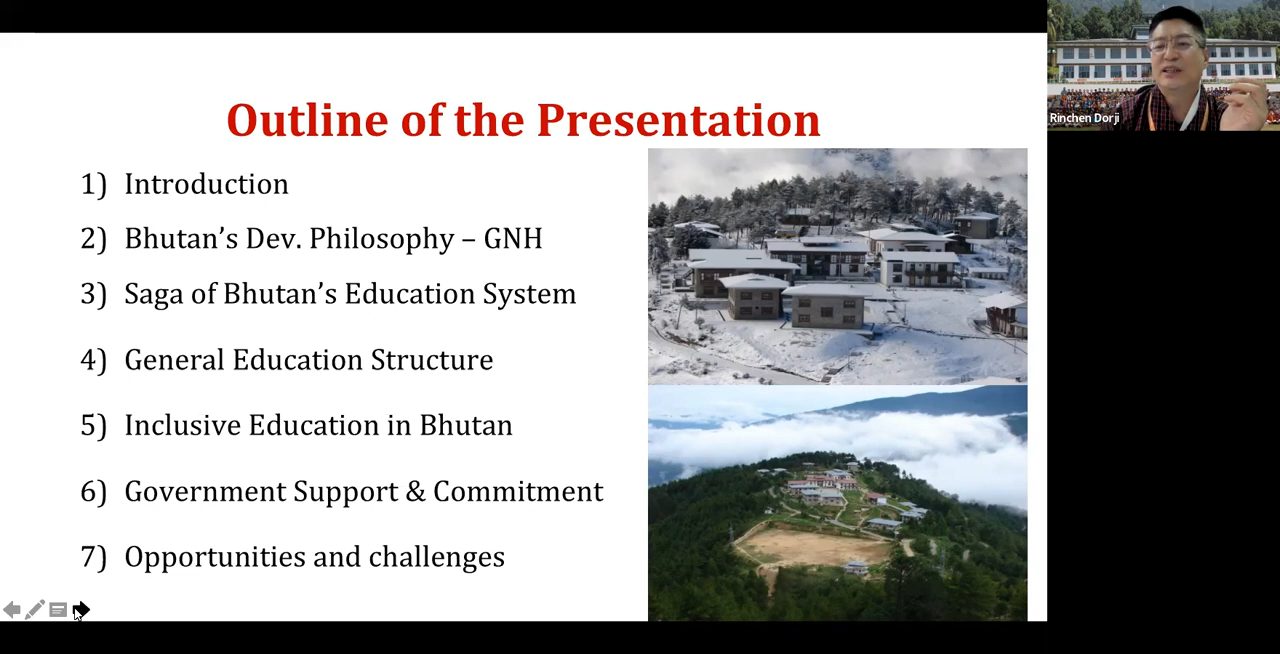 Outline of the Presentation
1) Introduction
2) Bhutan’s Dev. Philosophy – GNH
3) Saga of Bhutan’s Education System
4) General Education Structure
5) Inclusive Education in Bhutan
6) Government Support & Commitment
7) Opportunities and challenges
Rinchen Dorji